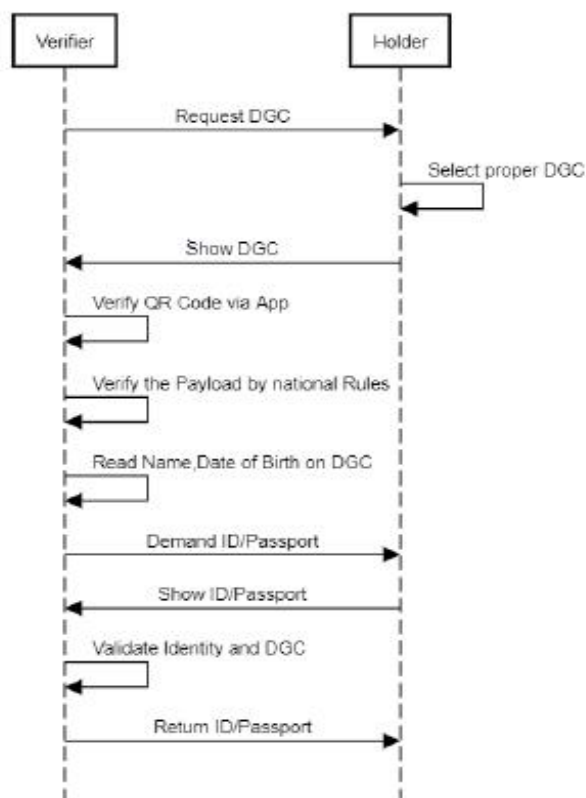 Verifier
Holder
Request DGC
Select proper DGC
Show DGC
Verify QR Code via App
Verify the Payload by national Rules
Read Name,Date of Birth on DGC
Demand ID/Passport
Show ID/Passport
Validate Identity and DGC
Return ID/Passport